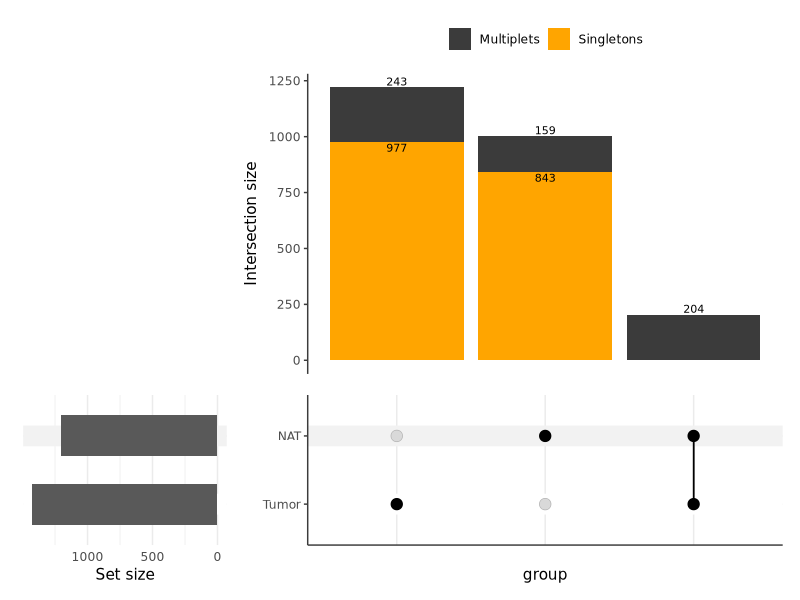 Multiplets Singletons
1250
1000
750
500
250
0
Intersection size
243
977
159
843
204
NAT
Tumor
1000 500 0
Set size
group